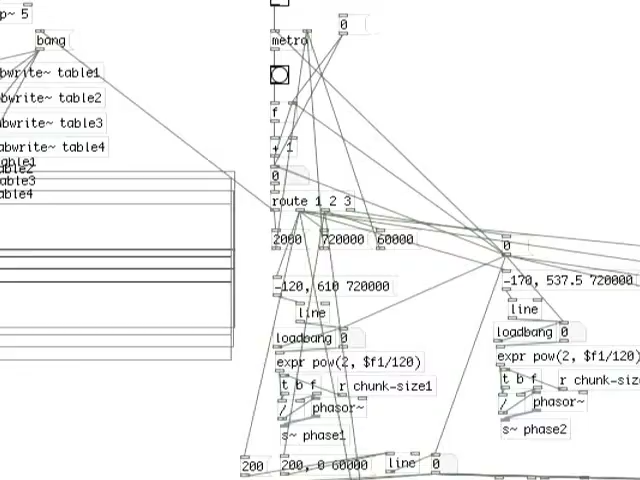 p~ 5
bang
bwrite~ table1
abwrite~ table2
abwrite~ table3
abwrite~ table4
able1
able2
able3
able4
0
metro
f
+ 1
0
route 1 2 3
2000
720000
60000
-120, 610 720000
line
loadbang
0
expr pow(2, $f1/120)
t b f
r chunk-size1
/
phasor~
s~ phase1
200
200, 0 60000
line
0
0
-170, 537.5 720000
line
loadbang
0
expr pow(2, $f1/120)
t b f
r chunk-size
/
phasor~
s~ phase2